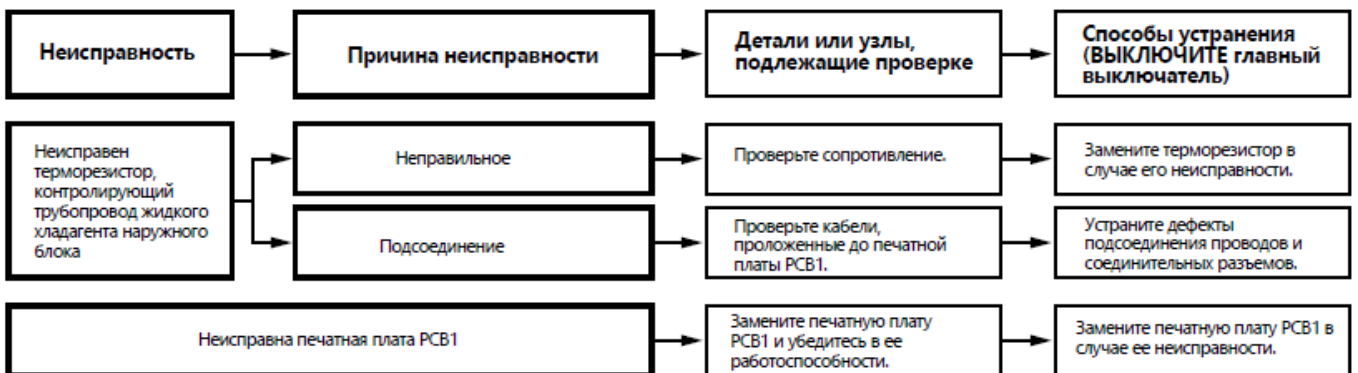 Неисправность
Причина неисправности
Детали или узлы,
подлежащие проверке
Способы устранения
(ВЫКЛЮЧИТЕ главный
выключатель)
Неисправен
терморезистор,
контролирующий
трубопровод жидкого
хладагента наружного
блока
Неправильное
Проверьте сопротивление.
Замените терморезистор в
случае его неисправности.
Подсоединение
Проверьте кабели,
проложенные до печатной
платы PCB1.
Устраните дефекты
подсоединения проводов и
соединительных разъемов.
Неисправна печатная плата PCB1
Замените печатную плату
PCB1 и убедитесь в ее
работоспособности.
Замените печатную плату PCB1 в
случае ее неисправности.